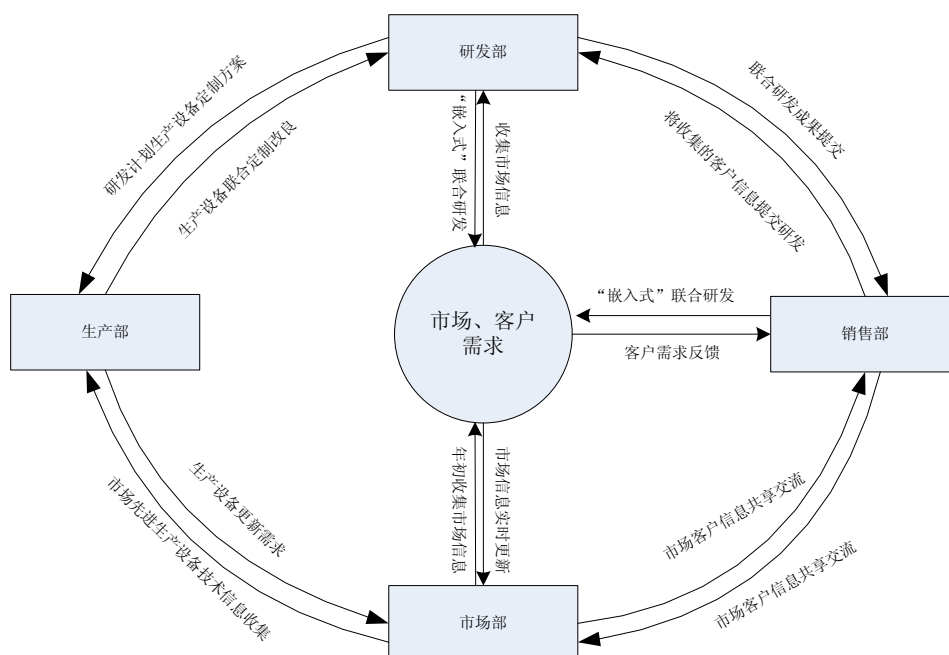 研发部
研发计划生产设备定制方案
生产设备联合定制改良
“嵌入式”联合研发
收集市场信息
联合研发成果提交
将收集的客户信息提交研发
生产部
市场、客户
需求
“嵌入式”联合研发
客户需求反馈
销售部
生产设备更新需求
市场先进生产设备技术信息收集
年初收集市场信息
市场信息实时更新
市场客户信息共享交流
市场客户信息共享交流
市场部